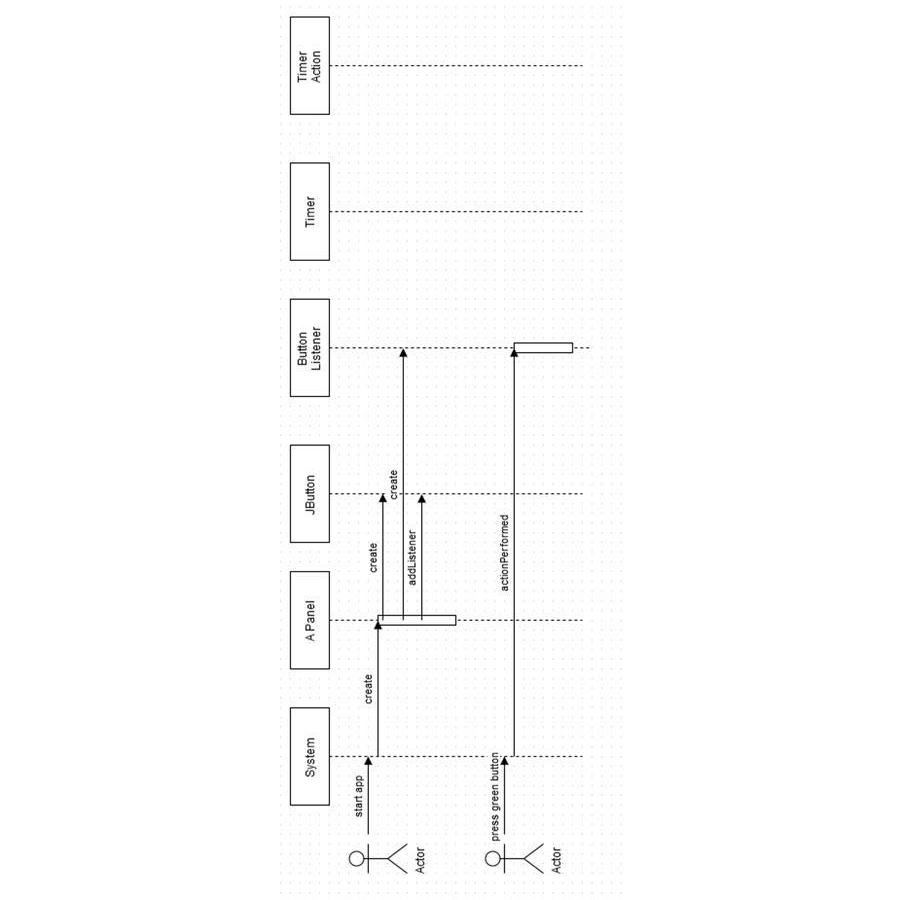 System
A Panel
JButton
Button
Listener
Timer
Timer
Action
start app
create
create
create
addListener
Actor
press green button
actionPerformed
Actor